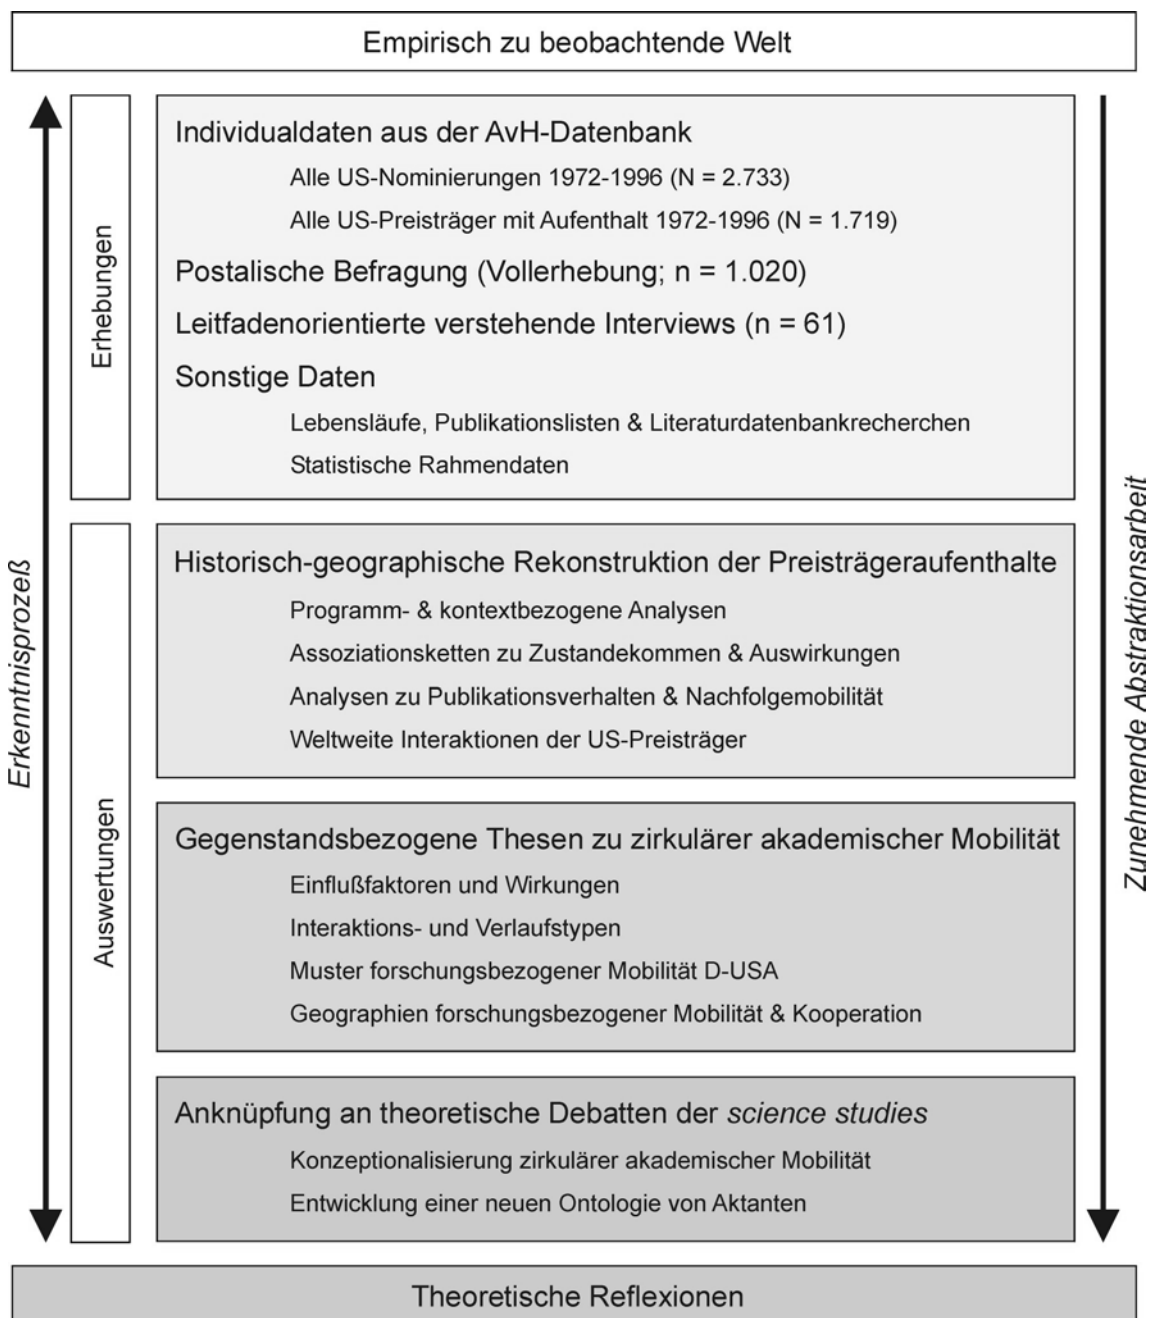 Empirisch zu beobachtende Welt
Erkenntnisprozeß
Erhebungen
Individualdaten aus der AvH-Datenbank
Alle US-Nominierungen 1972-1996 (N = 2.733)
Alle US-Preisträger mit Aufenthalt 1972-1996 (N = 1.719)
Postalische Befragung (Vollerhebung; n = 1.020)
Leitfadenorientierte verstehende Interviews (n = 61)
Sonstige Daten
Lebensläufe, Publikationslisten & Literaturdatenbankrecherchen
Statistische Rahmendaten
Auswertungen
Historisch-geographische Rekonstruktion der Preisträgeraufenthalte
Programm- & kontextbezogene Analysen
Assoziationsketten zu Zustandekommen & Auswirkungen
Analysen zu Publikationsverhalten & Nachfolgemobilität
Weltweite Interaktionen der US-Preisträger
Gegenstandsbezogene Thesen zu zirkulärer akademischer Mobilität
Einflußfaktoren und Wirkungen
Interaktions- und Verlaufstypen
Muster forschungsbezogener Mobilität D-USA
Geographien forschungsbezogener Mobilität & Kooperation
Anknüpfung an theoretische Debatten der science studies
Konzeptionalisierung zirkulärer akademischer Mobilität
Entwicklung einer neuen Ontologie von Aktanten
Zunehmende Abstraktionsarbeit
Theoretische Reflexionen